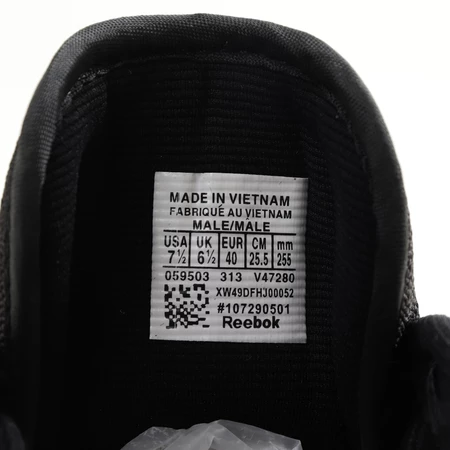 MADE IN VIETNAM
FABRIQUÉ AU VIETNAM
MALE/MALE
USA UK EUR CM mm
7½ 6½ 40 25.5 255
059503 313 V47280
XW49DFHJ00052
#107290501
Reebok